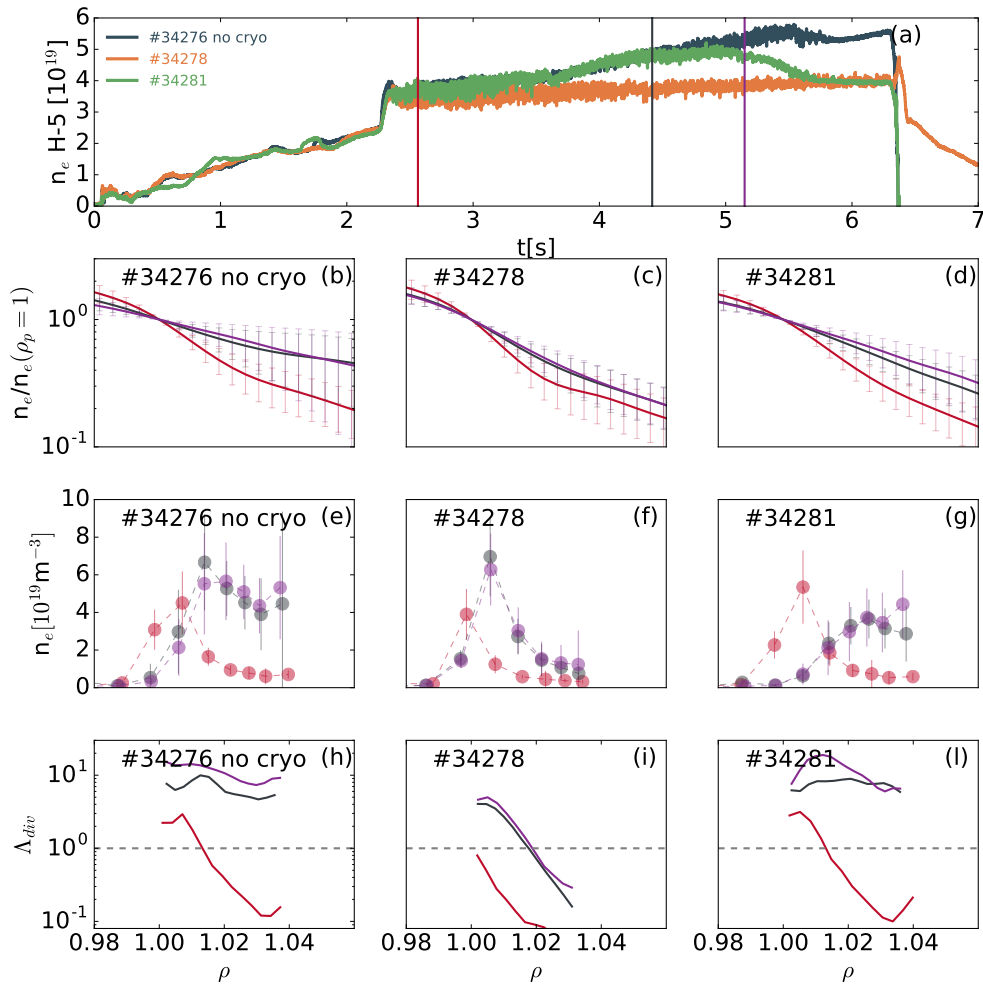 6
5
4
3
2
1
0
n_e H-5 [10^19]
#34276 no cryo
#34278
#34281
(a)
0 1 2 3 4 5 6 7
t[s]
#34276 no cryo (b)
#34278 (c)
#34281 (d)
10^0
10^-1
n_e/n_e(ρ_p = 1)
#34276 no cryo (e)
#34278 (f)
#34281 (g)
10
8
6
4
2
0
n_e[10^19 m^-3]
#34276 no cryo (h)
#34278 (i)
#34281 (l)
10^1
10^0
10^-1
Λ_div
0.98 1.00 1.02 1.04
0.98 1.00 1.02 1.04
0.98 1.00 1.02 1.04
ρ ρ ρ